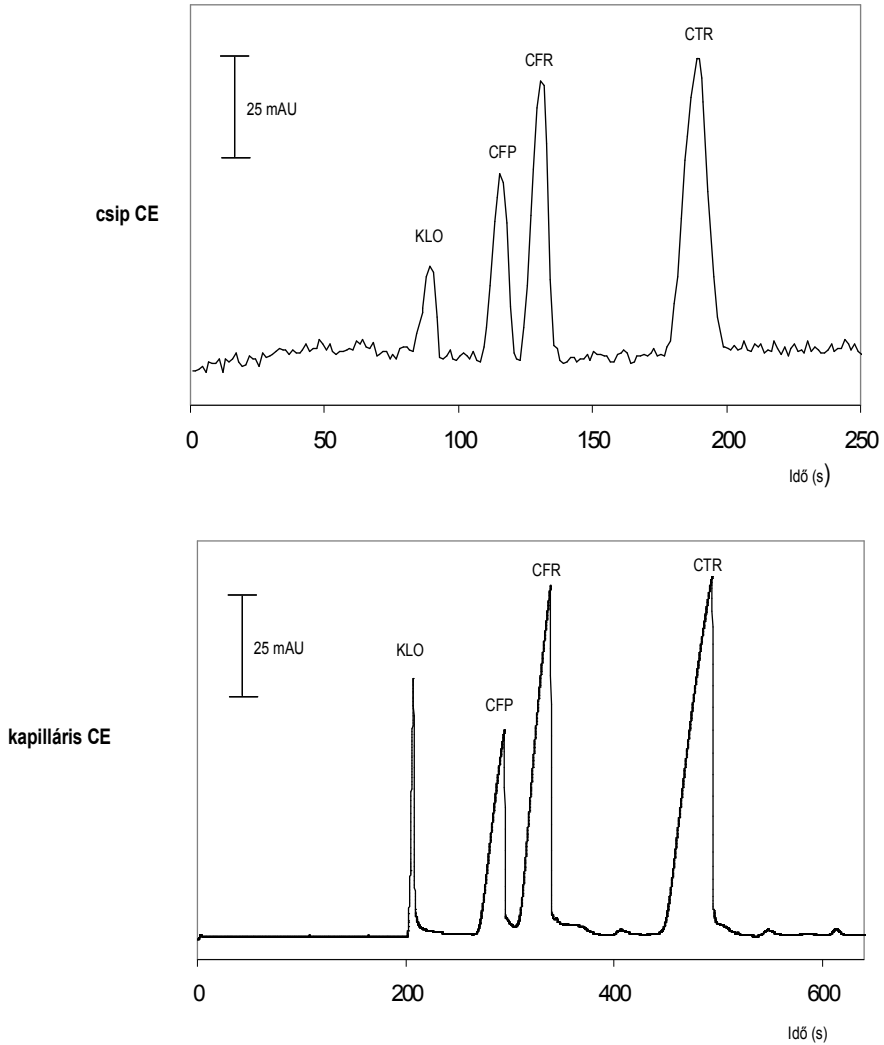 CTR
CFR
25 mAU
CFP
csip CE
KLO
0 50 100 150 200 250
Idő (s)
CFR CTR
25 mAU
KLO
CFP
kapilláris CE
0 200 400 600
Idő (s)